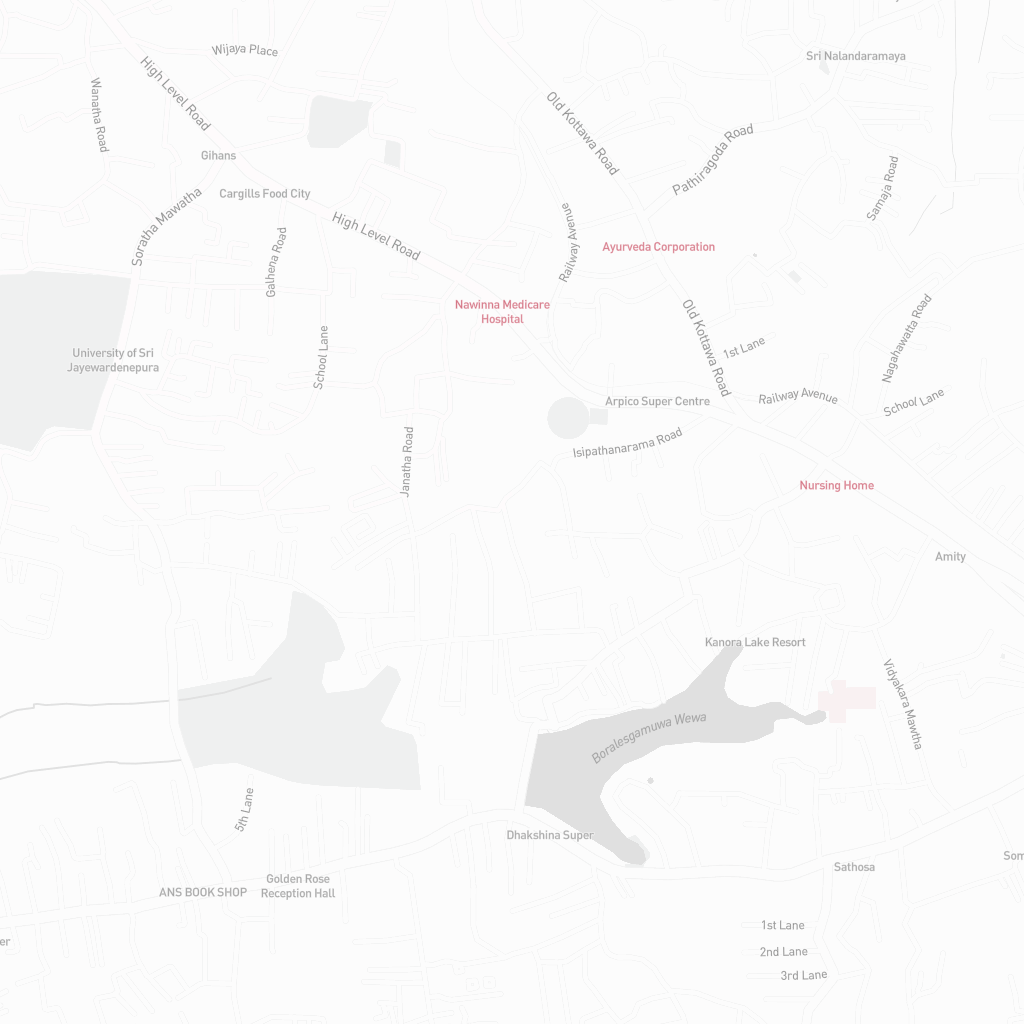 Wijaya Place
Sri Nalandaramaya
High Level Road
Wanatha Road
Old Kottawa Road
Pathiragoda Road
Gihans
Cargills Food City
Samaja Road
Soratha Mawatha
High Level Road
Railway Avenue
Galhena Road
Ayurveda Corporation
Nawinna Medicare
Hospital
Old Kottawa Road
Nagahawatta Road
1st Lane
University of Sri
Jayewardenepura
School Lane
Arpico Super Centre
Railway Avenue
School Lane
Isipathanarama Road
Janatha Road
Nursing Home
Amity
Kanora Lake Resort
Vidyakara Mawtha
Boralesgamuwa Wewa
5th Lane
Dhakshina Super
Som
Sathosa
Golden Rose
Reception Hall
ANS BOOK SHOP
1st Lane
er
2nd Lane
3rd Lane